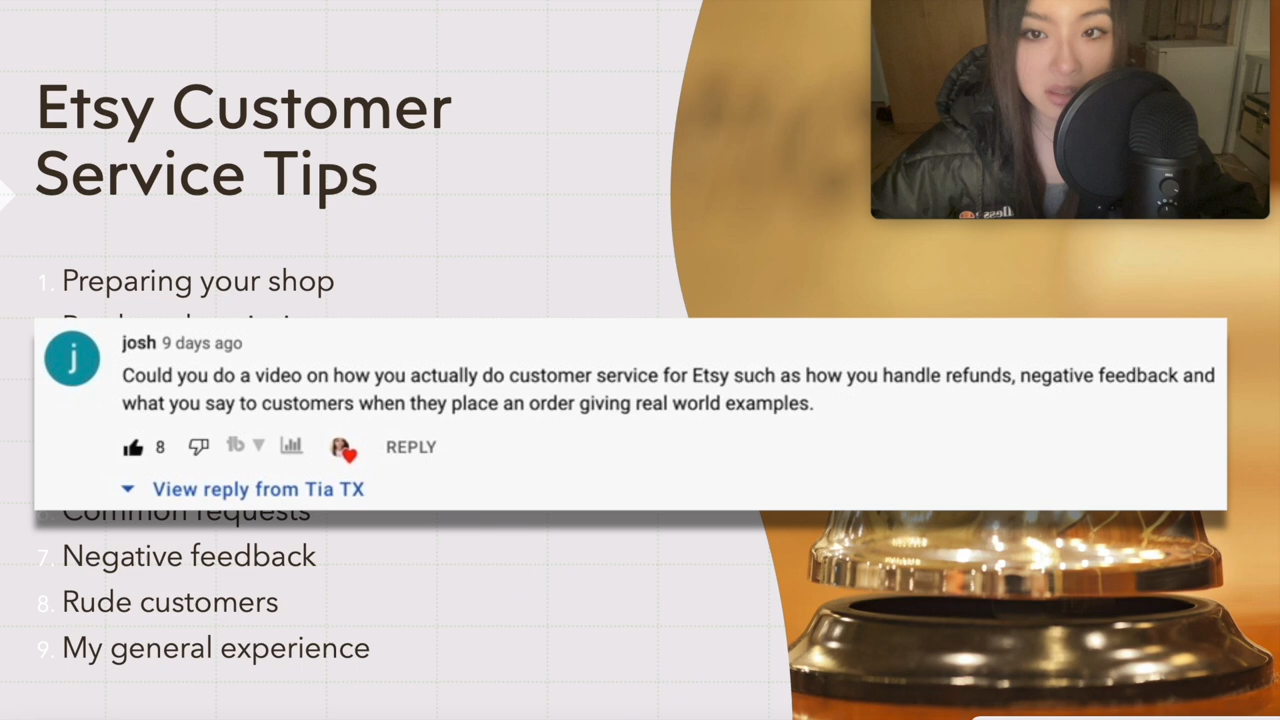 Etsy Customer
Service Tips
1. Preparing your shop
josh 9 days ago
Could you do a video on how you actually do customer service for Etsy such as how you handle refunds, negative feedback and
what you say to customers when they place an order giving real world examples.
8 REPLY
View reply from Tia TX
Common requests
7. Negative feedback
8. Rude customers
9. My general experience